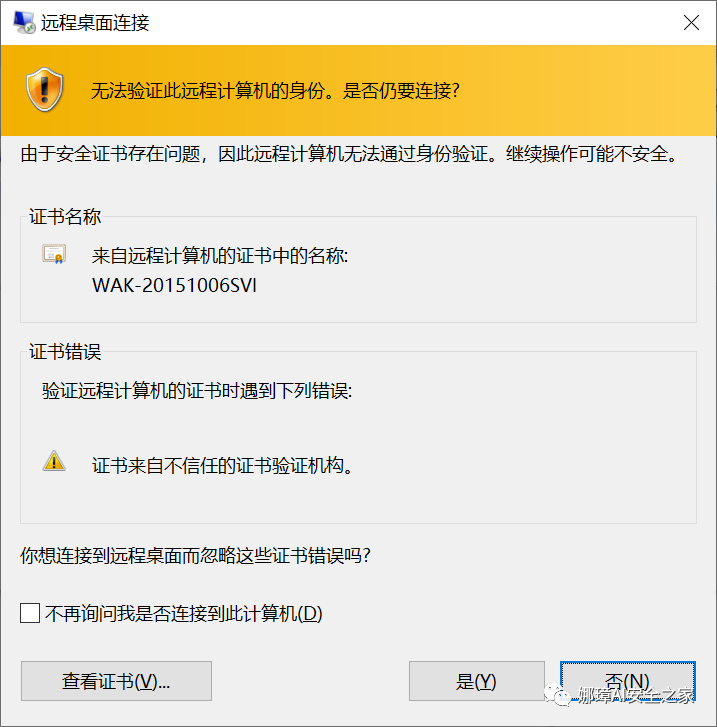 远程桌面连接
无法验证此远程计算机的身份。是否仍要连接?
由于安全证书存在问题，因此远程计算机无法通过身份验证。继续操作可能不安全。
证书名称
来自远程计算机的证书中的名称:
WAK-20151006SVI
证书错误
验证远程计算机的证书时遇到下列错误:
证书来自不信任的证书验证机构。
你想连接到远程桌面而忽略这些证书错误吗?
不再询问我是否连接到此计算机(D)
查看证书(V)...
是(Y)
否(N)
娜璋AI安全之家